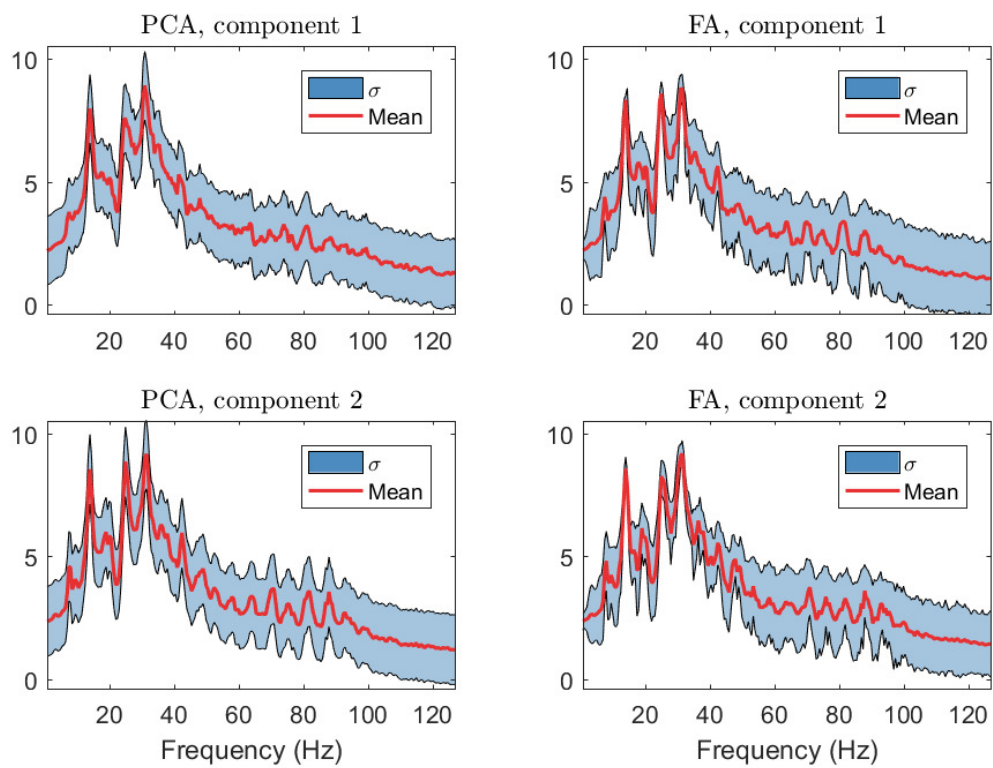 PCA, component 1
10
5
0
σ
Mean
20 40 60 80 100 120
FA, component 1
10
5
0
σ
Mean
20 40 60 80 100 120
PCA, component 2
10
5
0
σ
Mean
20 40 60 80 100 120
Frequency (Hz)
FA, component 2
10
5
0
σ
Mean
20 40 60 80 100 120
Frequency (Hz)